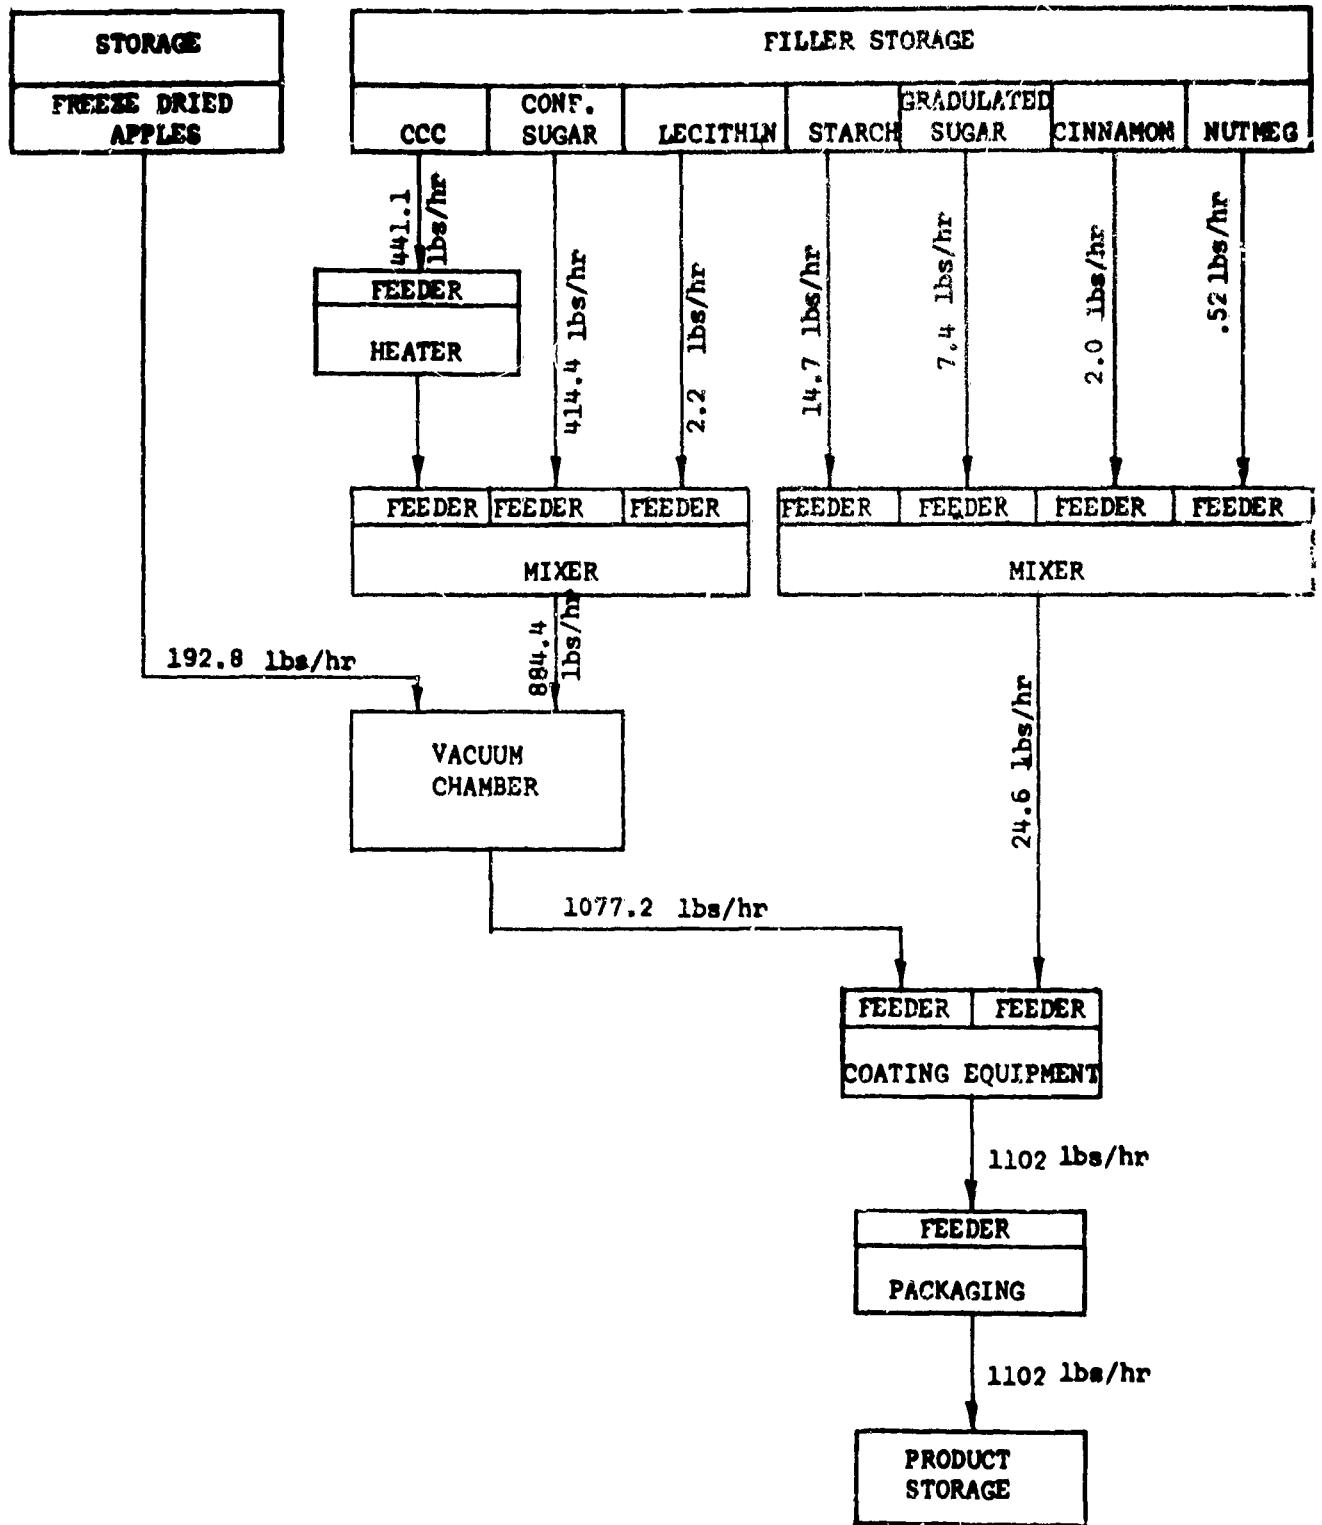 STORAGE
FREEZE DRIED
APPLES
FILLER STORAGE
CCC
CONF.
SUGAR
LECITHIN
STARCH
GRADULATED
SUGAR
CINNAMON
NUTMEG
441.1
lbs/hr
414.4 lbs/hr
2.2 lbs/hr
14.7 lbs/hr
7.4 lbs/hr
2.0 lbs/hr
.52 lbs/hr
FEEDER
HEATER
FEEDER
FEEDER
FEEDER
MIXER
FEEDER
FEEDER
FEEDER
FEEDER
MIXER
192.8 lbs/hr
884.4
lbs/hr
24.6 lbs/hr
VACUUM
CHAMBER
1077.2 lbs/hr
FEEDER
FEEDER
COATING EQUIPMENT
1102 lbs/hr
FEEDER
PACKAGING
1102 lbs/hr
PRODUCT
STORAGE